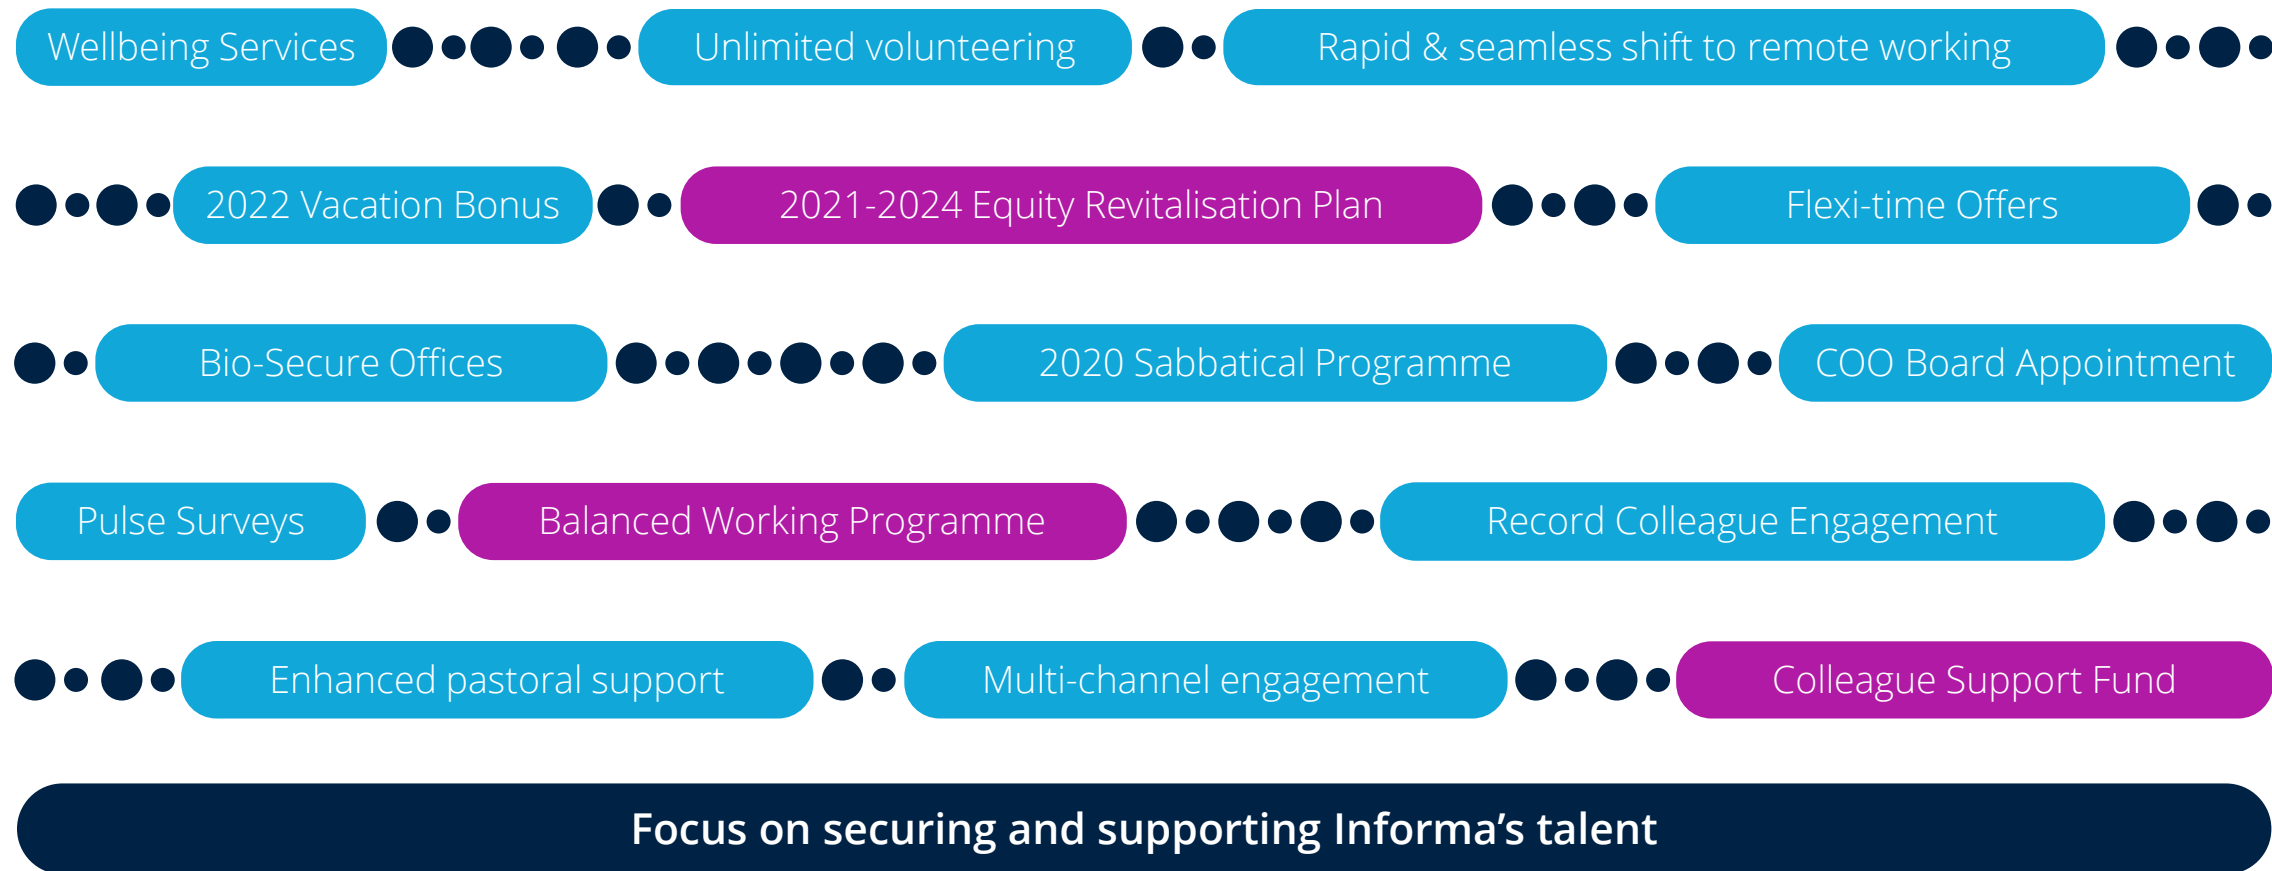 Wellbeing Services
Unlimited volunteering
Rapid & seamless shift to remote working
2022 Vacation Bonus
2021-2024 Equity Revitalisation Plan
Flexi-time Offers
Bio-Secure Offices
2020 Sabbatical Programme
COO Board Appointment
Pulse Surveys
Balanced Working Programme
Record Colleague Engagement
Enhanced pastoral support
Multi-channel engagement
Colleague Support Fund
Focus on securing and supporting Informa’s talent